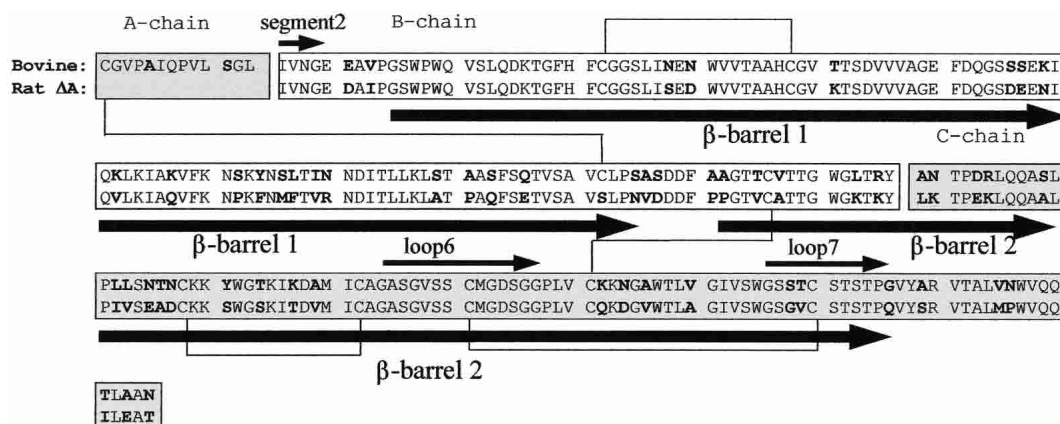 A-chain segment2 B-chain
Bovine: CGVPAIQPVL SGL IVNGE EAVPGSWPWQ VSLQDKTGFH FCGGSLINEN WVVTAAHCGV TTSDVVVAGE FDQGSSSEKI
Rat ΔA: IVNGE DAIPGSWPWQ VSLQDKTGFH FCGGSLISED WVVTAAHCGV KTSDVVVAGE FDQGSDEENI
β-barrel 1 C-chain
QKLKIAKVFK NSKYNSLTIN NDITLLKLST AASFSQTVSA VCLPSASDDF AAGTTCVTTG WGLTRY AN TPDRLQQASL
QVLKIAQVFK NPKFNMFTVR NDITLLKLAT PAQFSETVSA VSLPNVDDDF PPGTVCATTG WGKTKY LK TPEKLQQAAL
β-barrel 1 β-barrel 2
loop6 loop7
PLLSNTNCKK YWGTKIKDAM ICAGASGVSS CMGDSGGPLV CKKNGAWTLV GIVSWGSSTC STSTPGVYAR VTALVNWVQQ
PIVSEADCKK SWGSKITDVM ICAGASGVSS CMGDSGGPLV CQKDGVWTLA GIVSWGSGVC STSTPQVYSR VTALMPWVQQ
β-barrel 2
TLAAN
ILEAT